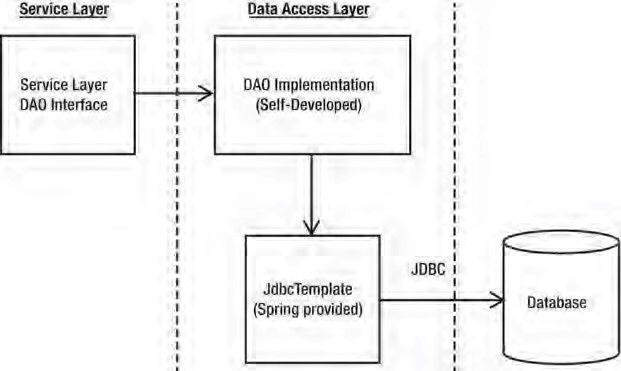 Service Layer
Data Access Layer
Service Layer
DAO Interface
DAO Implementation
(Self-Developed)
JdbcTemplate
(Spring provided)
JDBC
Database